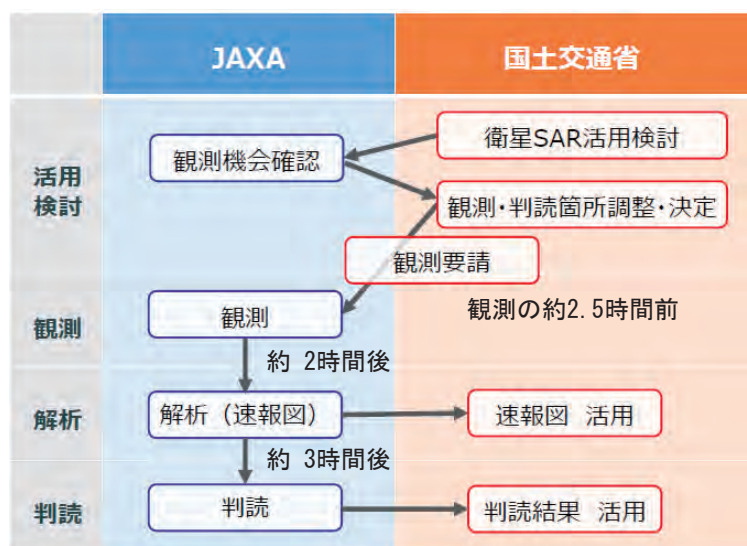 JAXA
国土交通省
活用
検討
衛星SAR活用検討
観測機会確認
観測・判読箇所調整・決定
観測要請
観測の約2.5時間前
観測
観測
約 2時間後
解析
解析（速報図）
速報図 活用
約 3時間後
判読
判読
判読結果 活用